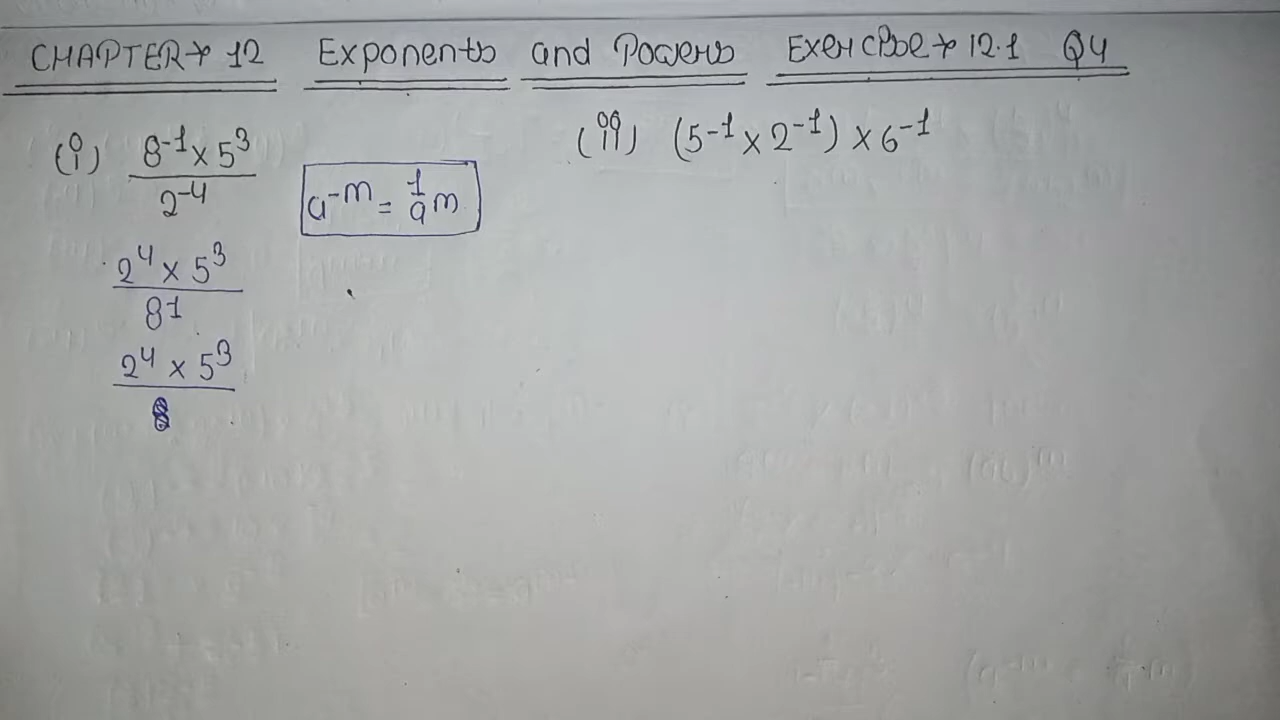 CHAPTER→ 12 Exponents and Powers Exercise→ 12.1 Q4
(i) 8⁻¹ × 5³ / 2⁻⁴
a⁻ᵐ = 1/aᵐ
2⁴ × 5³ / 8¹
2⁴ × 5³ / 8
(ii) (5⁻¹ × 2⁻¹) × 6⁻¹